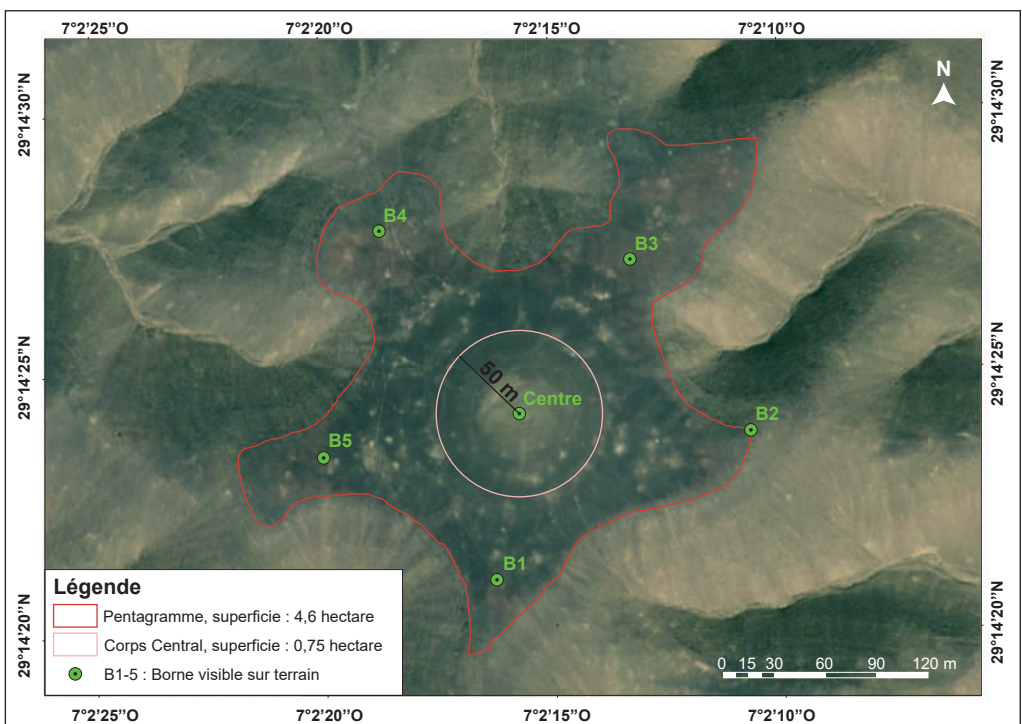 7°2'25''O 7°2'20''O 7°2'15''O 7°2'10''O
29°14'30''N
29°14'30''N
N
B4
B3
29°14'25''N
29°14'25''N
50 m
Centre
B2
B5
B1
29°14'20''N
29°14'20''N
Légende
Pentagramme, superficie : 4,6 hectare
Corps Central, superficie : 0,75 hectare
B1-5 : Borne visible sur terrain
0 15 30 60 90 120 m
7°2'25''O 7°2'20''O 7°2'15''O 7°2'10''O